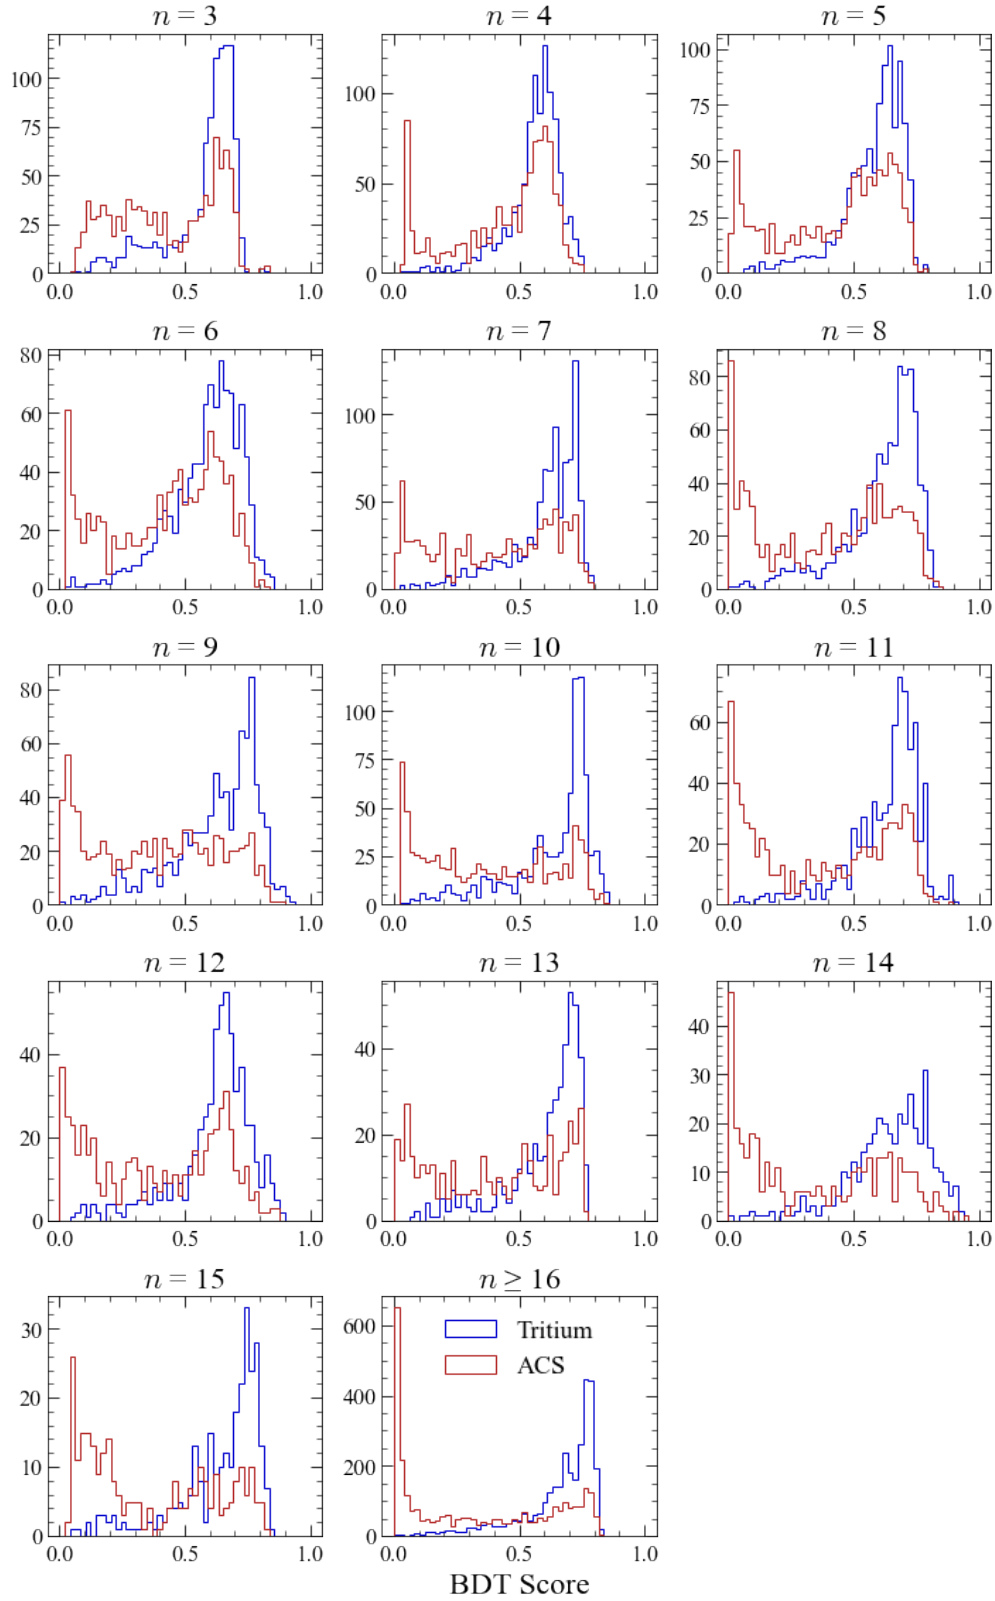 n = 3
n = 4
n = 5
100
75
50
25
0
0.0 0.5 1.0
100
50
0
0.0 0.5 1.0
100
75
50
25
0
0.0 0.5 1.0
n = 6
n = 7
n = 8
80
60
40
20
0
0.0 0.5 1.0
100
50
0
0.0 0.5 1.0
80
60
40
20
0
0.0 0.5 1.0
n = 9
n = 10
n = 11
80
60
40
20
0
0.0 0.5 1.0
100
75
50
25
0
0.0 0.5 1.0
60
40
20
0
0.0 0.5 1.0
n = 12
n = 13
n = 14
40
20
0
0.0 0.5 1.0
40
20
0
0.0 0.5 1.0
40
30
20
10
0
0.0 0.5 1.0
n = 15
n ≥ 16
30
20
10
0
0.0 0.5 1.0
600
400
200
0
0.0 0.5 1.0
Tritium
ACS
BDT Score